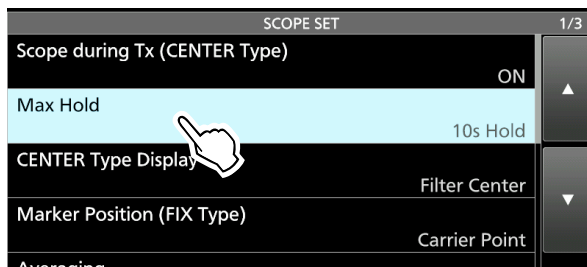 SCOPE SET 1/3
Scope during Tx (CENTER Type)
ON
Max Hold
10s Hold
CENTER Type Display
Filter Center
Marker Position (FIX Type)
Carrier Point
Averaging